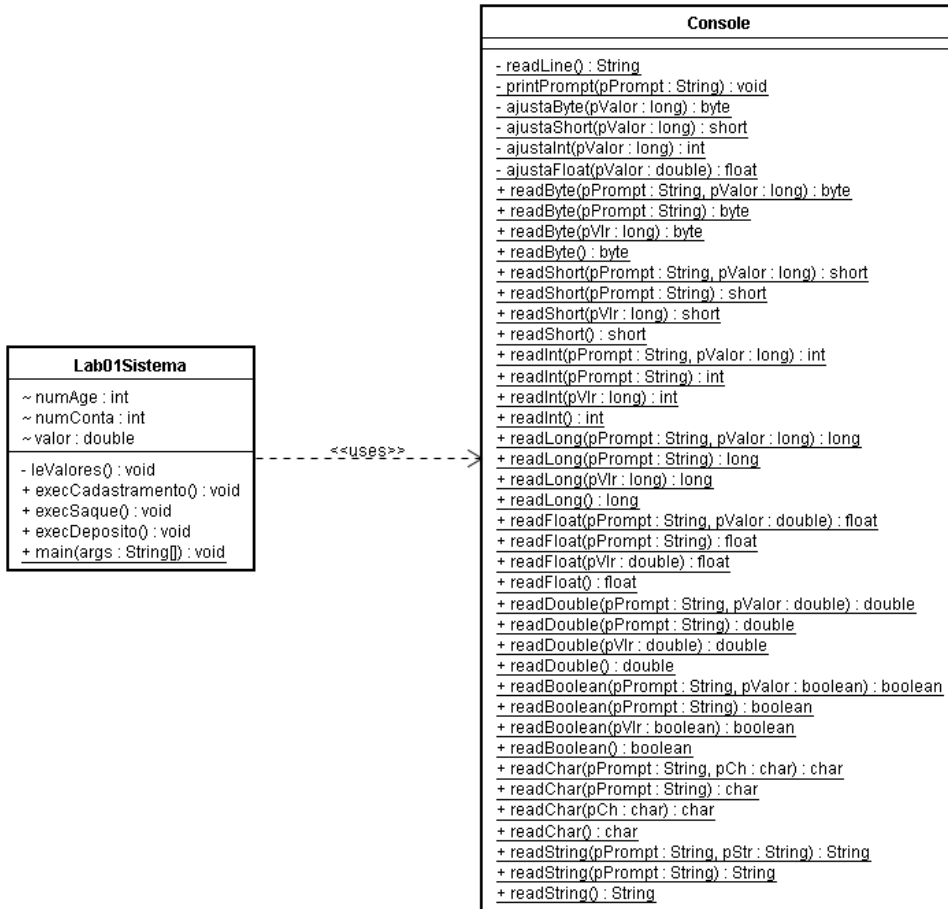 Console
- readLine() : String
- printPrompt(pPrompt : String) : void
- ajustaByte(pValor : long) : byte
- ajustaShort(pValor : long) : short
- ajustaInt(pValor : long) : int
- ajustaFloat(pValor : double) : float
+ readByte(pPrompt : String, pValor : long) : byte
+ readByte(pPrompt : String) : byte
+ readByte(pVlr : long) : byte
+ readByte() : byte
+ readShort(pPrompt : String, pValor : long) : short
+ readShort(pPrompt : String) : short
+ readShort(pVlr : long) : short
+ readShort() : short
+ readInt(pPrompt : String, pValor : long) : int
+ readInt(pPrompt : String) : int
+ readInt(pVlr : long) : int
+ readInt() : int
+ readLong(pPrompt : String, pValor : long) : long
+ readLong(pPrompt : String) : long
+ readLong(pVlr : long) : long
+ readLong() : long
+ readFloat(pPrompt : String, pValor : double) : float
+ readFloat(pPrompt : String) : float
+ readFloat(pVlr : double) : float
+ readFloat() : float
+ readDouble(pPrompt : String, pValor : double) : double
+ readDouble(pPrompt : String) : double
+ readDouble(pVlr : double) : double
+ readDouble() : double
+ readBoolean(pPrompt : String, pValor : boolean) : boolean
+ readBoolean(pPrompt : String) : boolean
+ readBoolean(pVlr : boolean) : boolean
+ readBoolean() : boolean
+ readChar(pPrompt : String, pCh : char) : char
+ readChar(pPrompt : String) : char
+ readChar(pCh : char) : char
+ readChar() : char
+ readString(pPrompt : String, pStr : String) : String
+ readString(pPrompt : String) : String
+ readString() : String
Lab01Sistema
~ numAge : int
~ numConta : int
~ valor : double
- leValores() : void
+ execCadastramento() : void
+ execSaque() : void
+ execDeposito() : void
+ main(args : String[]) : void
<<uses>>